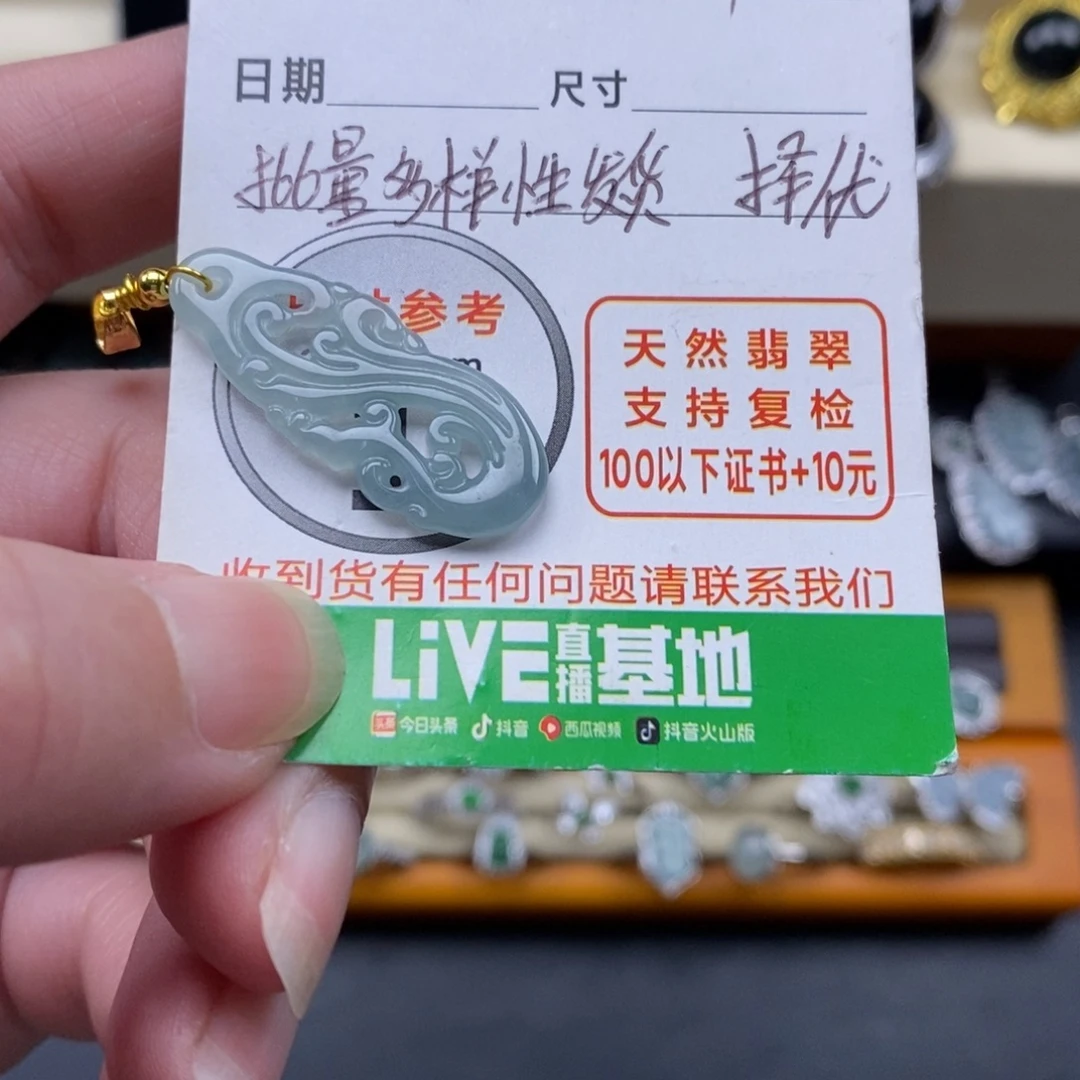 日期 尺寸
批量多样性发货 择优
参考
m
天然翡翠
支持复检
100以下证书+10元
收到货有任何问题请联系我们
LiVE直播基地
头条 今日头条 抖音 西瓜视频 抖音火山版